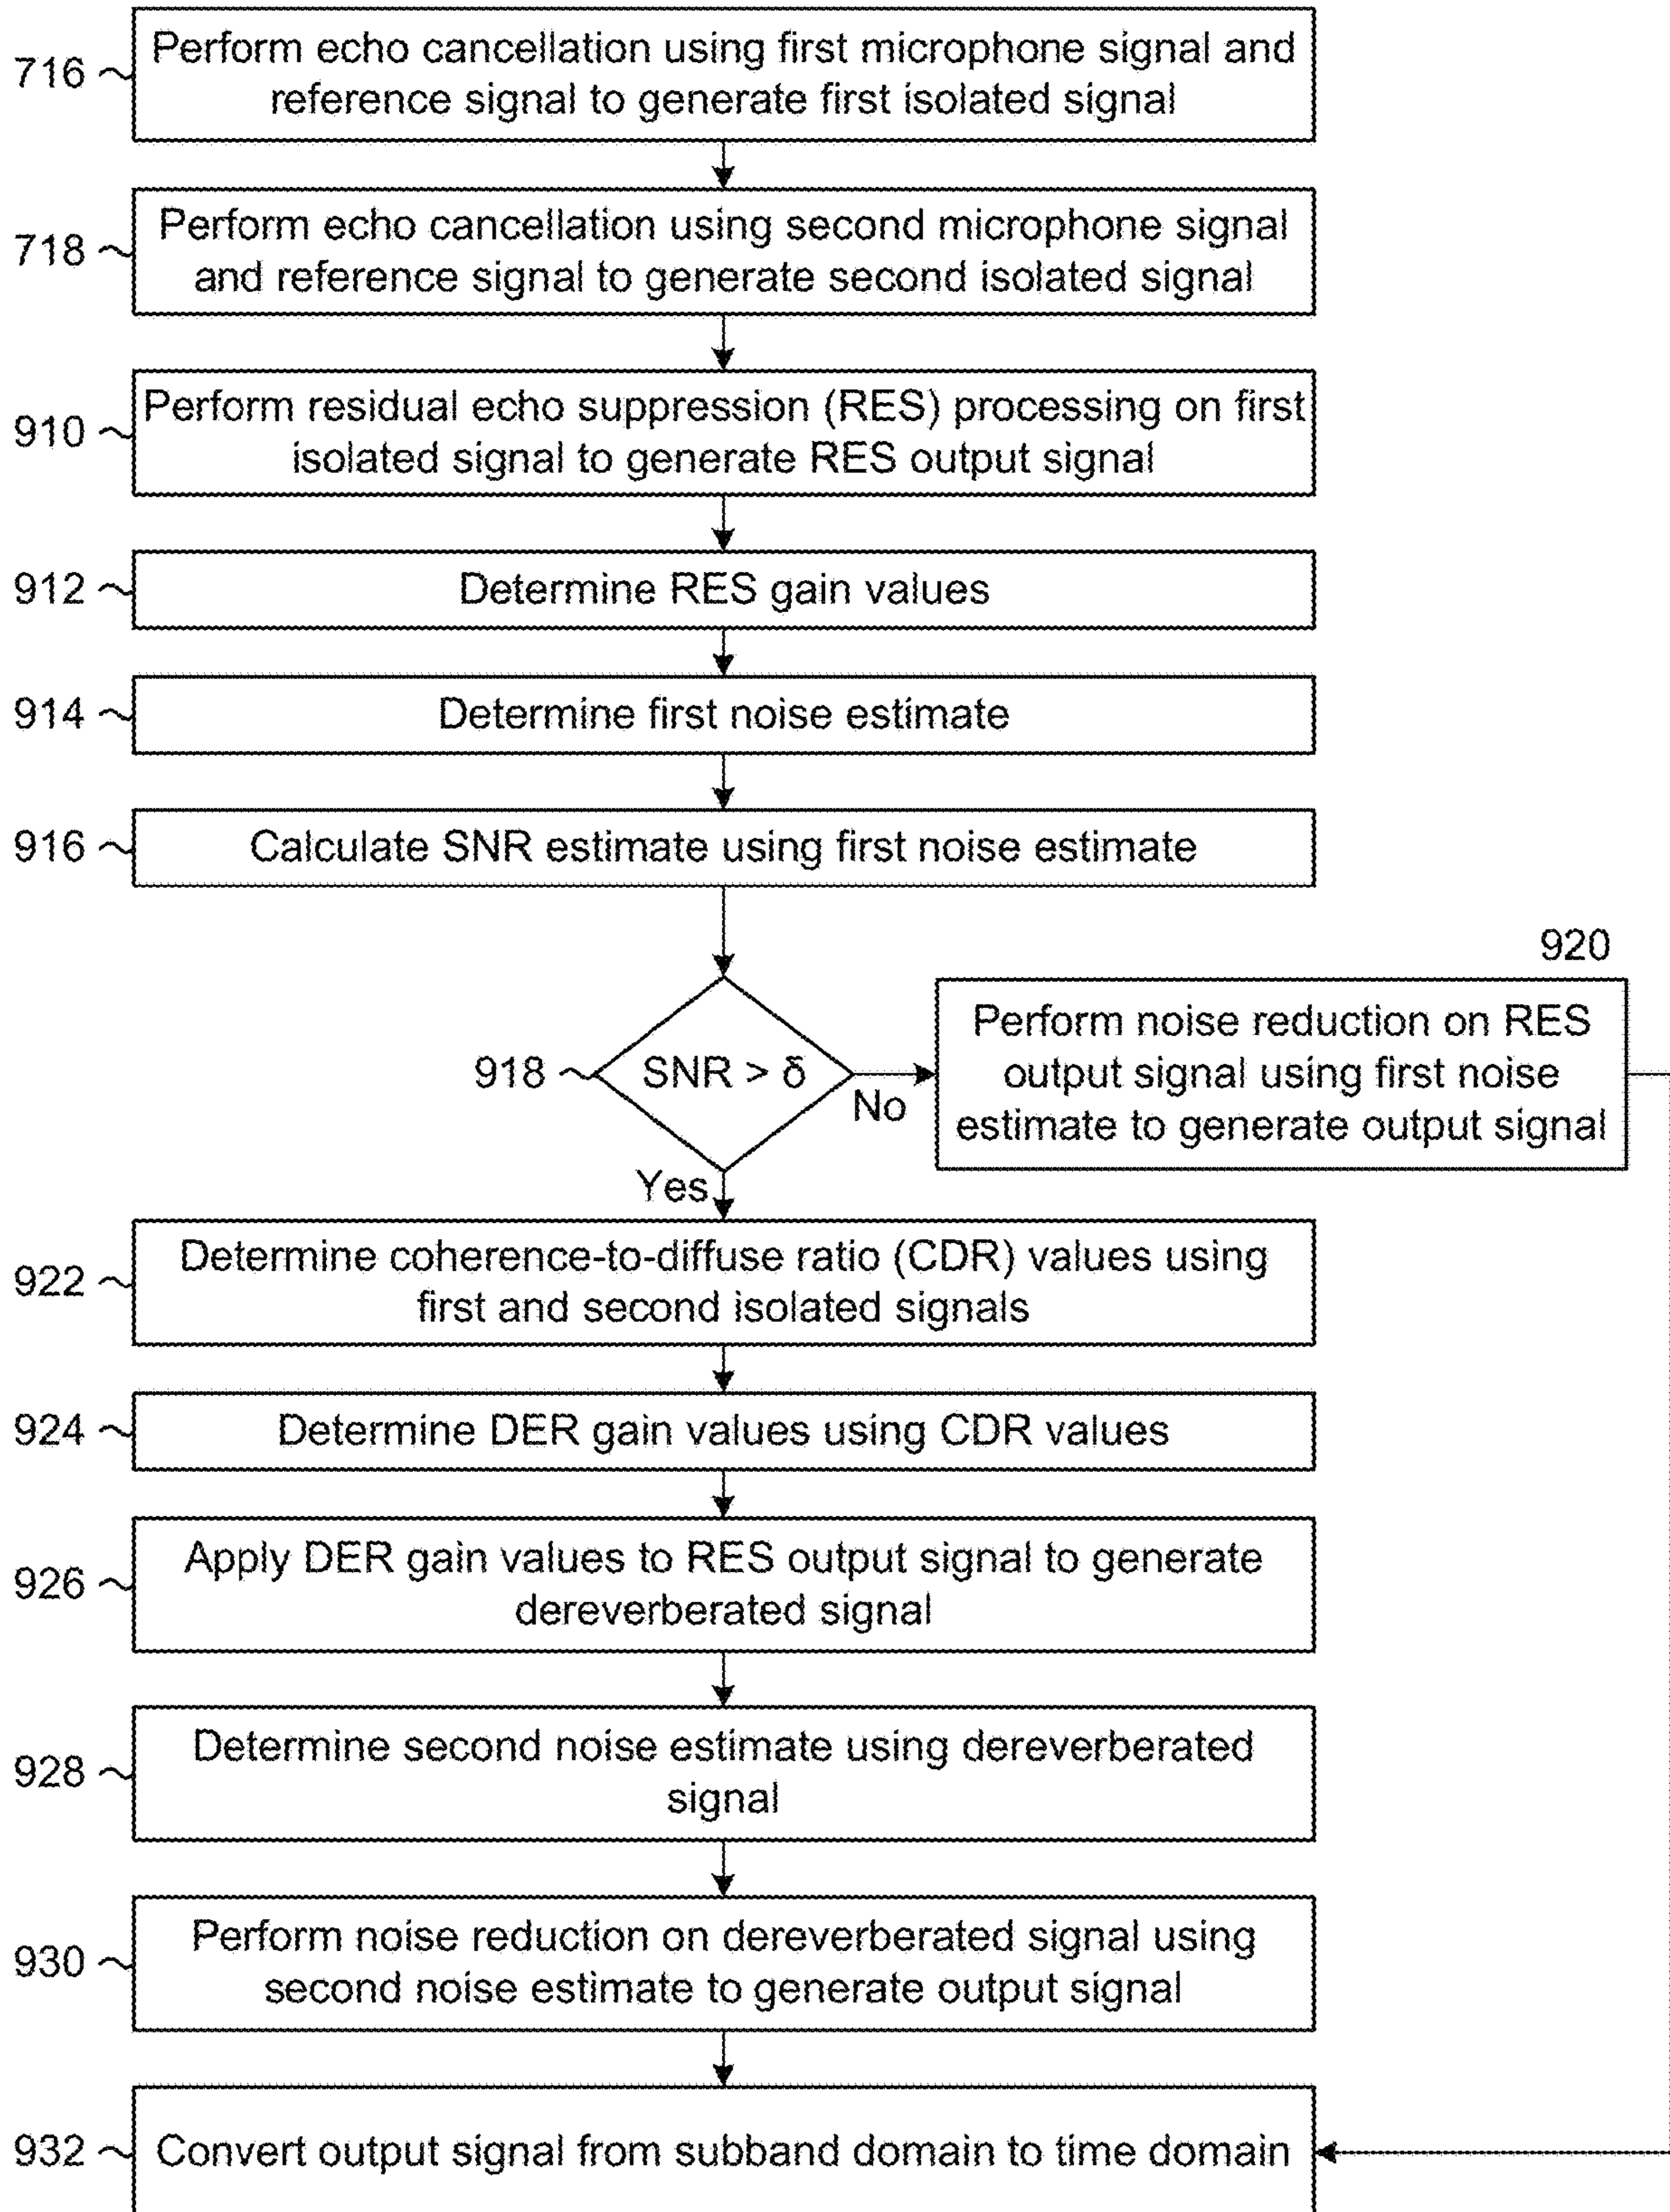 716
Perform echo cancellation using first microphone signal and
reference signal to generate first isolated signal
718
Perform echo cancellation using second microphone signal
and reference signal to generate second isolated signal
910
Perform residual echo suppression (RES) processing on first
isolated signal to generate RES output signal
912
Determine RES gain values
914
Determine first noise estimate
916
Calculate SNR estimate using first noise estimate
918
SNR > δ
No
920
Perform noise reduction on RES
output signal using first noise
estimate to generate output signal
Yes
922
Determine coherence-to-diffuse ratio (CDR) values using
first and second isolated signals
924
Determine DER gain values using CDR values
926
Apply DER gain values to RES output signal to generate
dereverberated signal
928
Determine second noise estimate using dereverberated
signal
930
Perform noise reduction on dereverberated signal using
second noise estimate to generate output signal
932
Convert output signal from subband domain to time domain